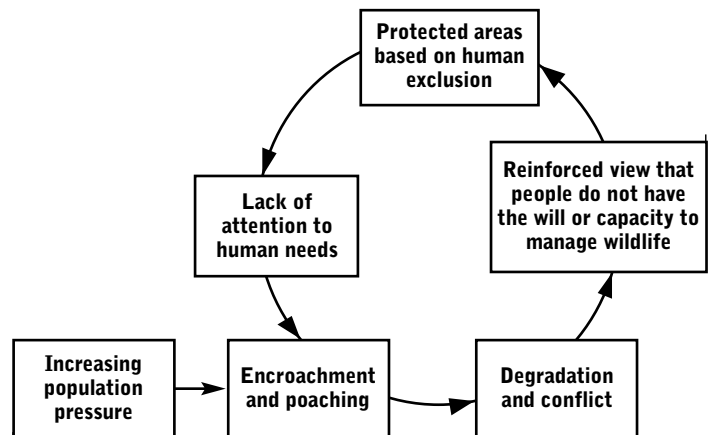 Protected areas
based on human
exclusion
Reinforced view that
people do not have
the will or capacity to
manage wildlife
Lack of
attention to
human needs
Increasing
population
pressure
Encroachment
and poaching
Degradation
and conflict